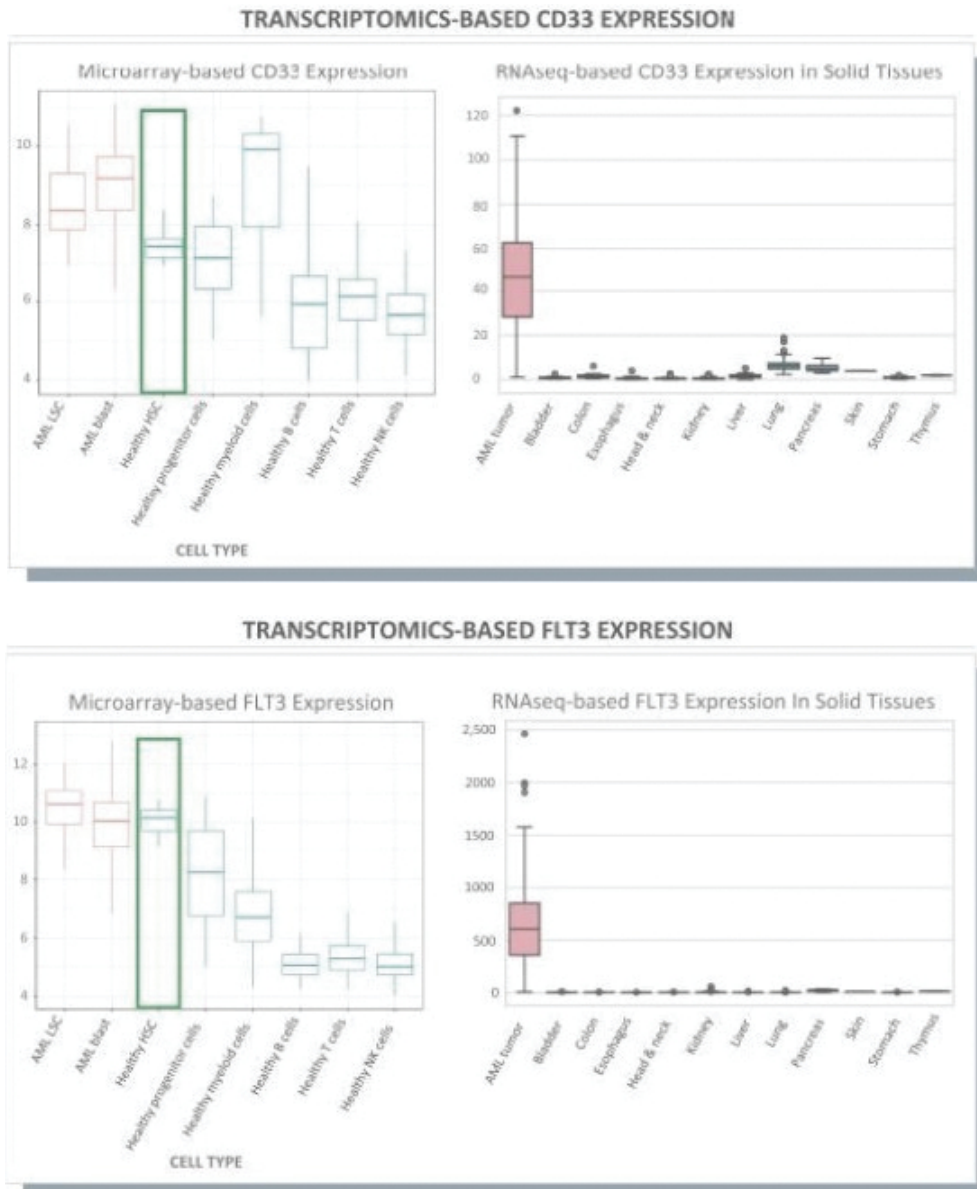 TRANSCRIPTOMICS-BASED CD33 EXPRESSION
Microarray-based CD33 Expression
10
8
6
4
AML LSC
AML blast
Healthy HSC
Healthy progenitor cells
Healthy myeloid cells
Healthy B cells
Healthy T cells
Healthy NK cells
CELL TYPE
RNAseq-based CD33 Expression in Solid Tissues
120
100
80
60
40
20
0
AML tumor
Bladder
Colon
Esophagus
Head & neck
Kidney
Liver
Lung
Pancreas
Skin
Stomach
Thymus
TRANSCRIPTOMICS-BASED FLT3 EXPRESSION
Microarray-based FLT3 Expression
12
10
8
6
4
AML LSC
AML blast
Healthy HSC
Healthy progenitor cells
Healthy myeloid cells
Healthy B cells
Healthy T cells
Healthy NK cells
CELL TYPE
RNAseq-based FLT3 Expression In Solid Tissues
2,500
2000
1500
1000
500
0
AML tumor
Bladder
Colon
Esophagus
Head & neck
Kidney
Liver
Lung
Pancreas
Skin
Stomach
Thymus